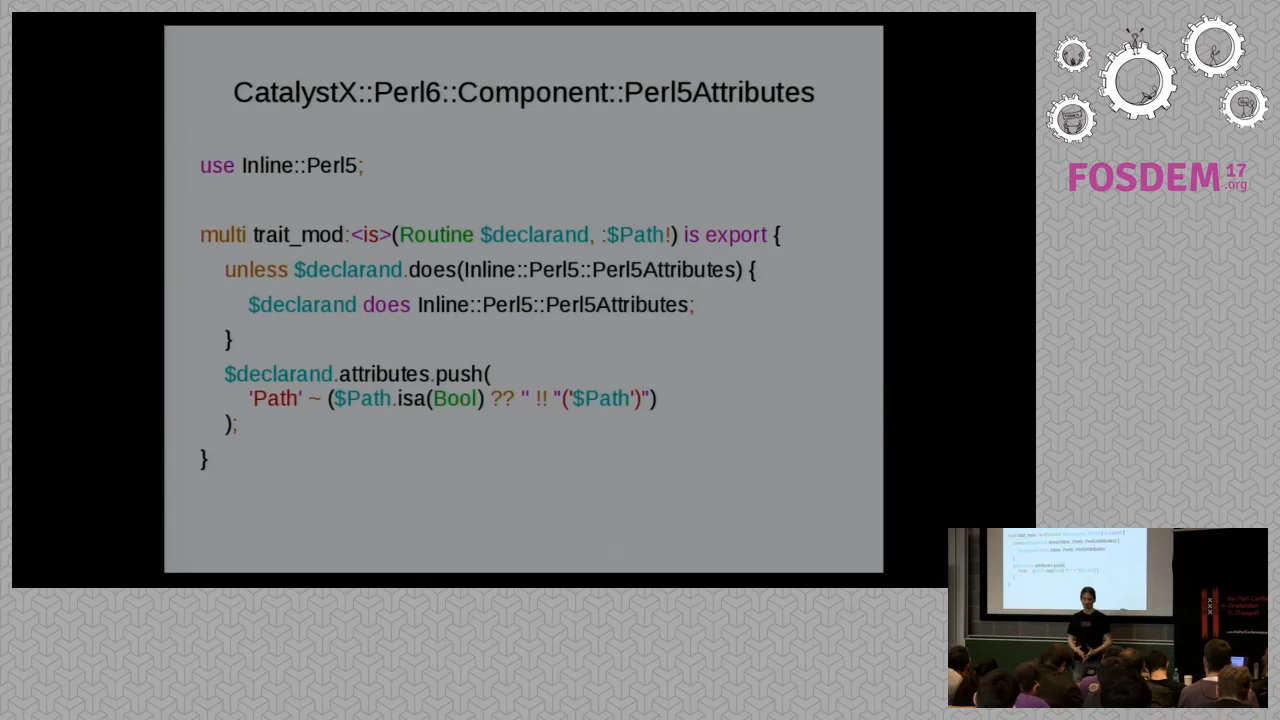 CatalystX::Perl6::Component::Perl5Attributes
use Inline::Perl5;
multi trait_mod:<is>(Routine $declarand, :$Path!) is export {
unless $declarand.does(Inline::Perl5::Perl5Attributes) {
$declarand does Inline::Perl5::Perl5Attributes;
}
$declarand.attributes.push(
'Path' ~ ($Path.isa(Bool) ?? '' !! "('$Path')")
);
}
FOSDEM 17
.org